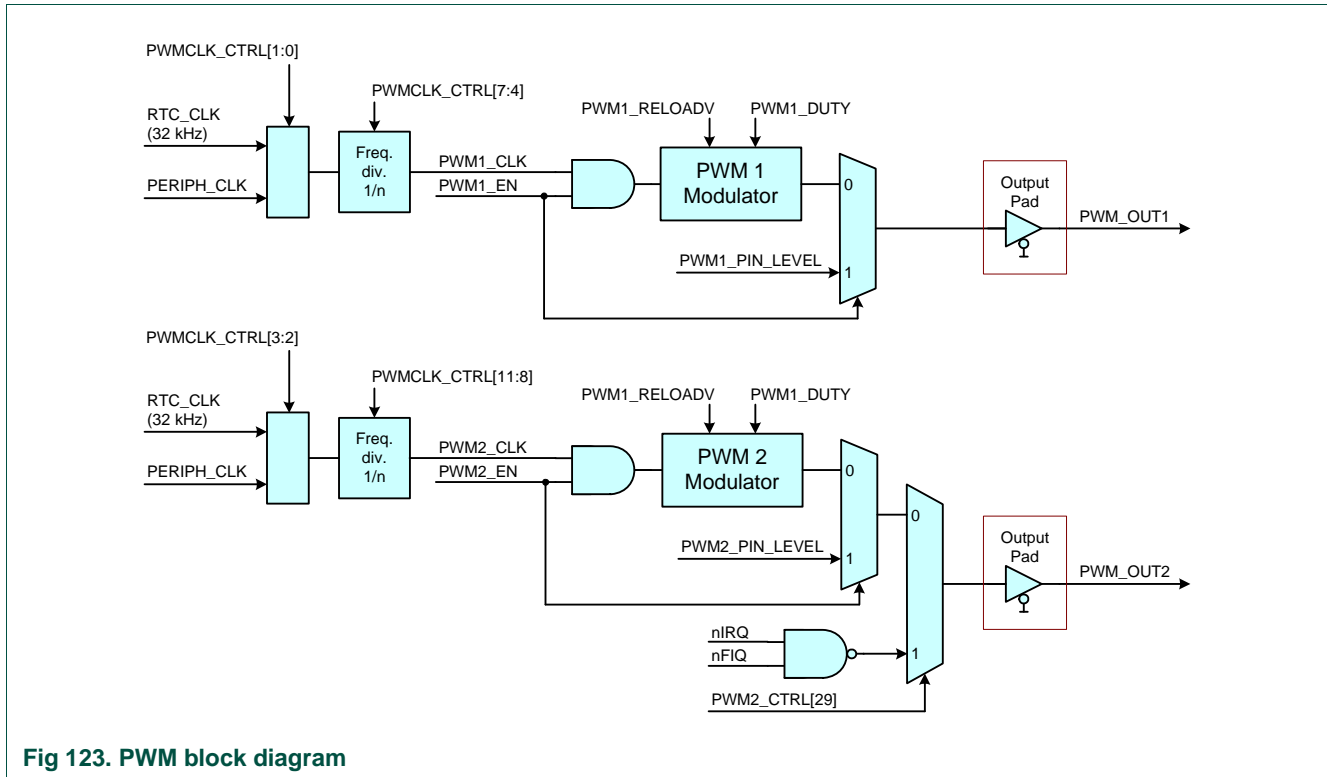 PWMCLK_CTRL[1:0]
PWMCLK_CTRL[7:4]
RTC_CLK
(32 kHz)
PERIPH_CLK
Freq.
div.
1/n
PWM1_CLK
PWM1_EN
PWM1_RELOADV
PWM1_DUTY
PWM 1
Modulator
PWM1_PIN_LEVEL
0
1
Output
Pad
PWM_OUT1
PWMCLK_CTRL[3:2]
PWMCLK_CTRL[11:8]
RTC_CLK
(32 kHz)
PERIPH_CLK
Freq.
div.
1/n
PWM2_CLK
PWM2_EN
PWM1_RELOADV
PWM1_DUTY
PWM 2
Modulator
PWM2_PIN_LEVEL
0
1
nIRQ
nFIQ
PWM2_CTRL[29]
0
1
Output
Pad
PWM_OUT2
Fig 123. PWM block diagram